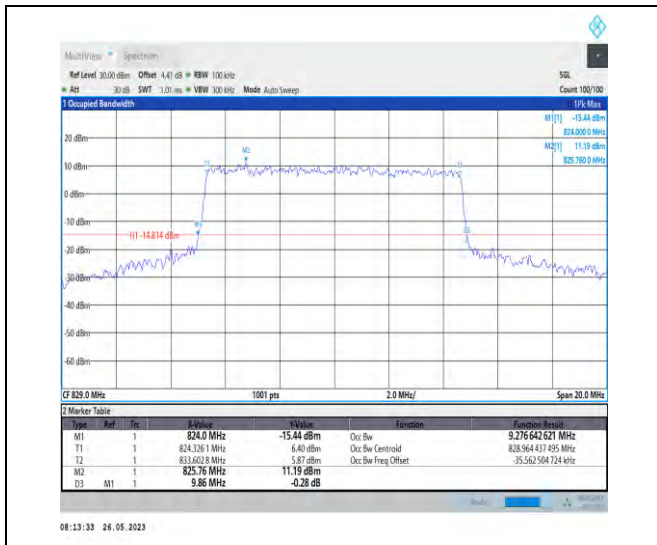 MultiView Spectrum
Ref Level 30.00 dBm Offset 4.41 dB RBW 100 kHz SGL
Att 30 dB SWT 1.01 ms VBW 300 kHz Mode Auto Sweep Count 100/100
1 Occupied Bandwidth 1Pk Max
M1[1] -15.44 dBm
824.000 0 MHz
M2[1] 11.19 dBm
825.760 0 MHz
20 dBm
M2
T1
10 dBm
0 dBm
-10 dBm
M1
H1 -14.814 dBm
-20 dBm
-30 dBm
-40 dBm
-50 dBm
-60 dBm
CF 829.0 MHz 1001 pts 2.0 MHz/ Span 20.0 MHz
2 Marker Table
Type Ref Trc X-Value Y-Value Function Function Result
M1 1 824.0 MHz -15.44 dBm Occ Bw 9.276 642 621 MHz
T1 1 824.326 1 MHz 6.40 dBm Occ Bw Centroid 828.964 437 495 MHz
T2 1 833.602 8 MHz 5.87 dBm Occ Bw Freq Offset -35.562 504 724 kHz
M2 1 825.76 MHz 11.19 dBm
D3 M1 1 9.86 MHz -0.28 dB
08:13:33 26.05.2023